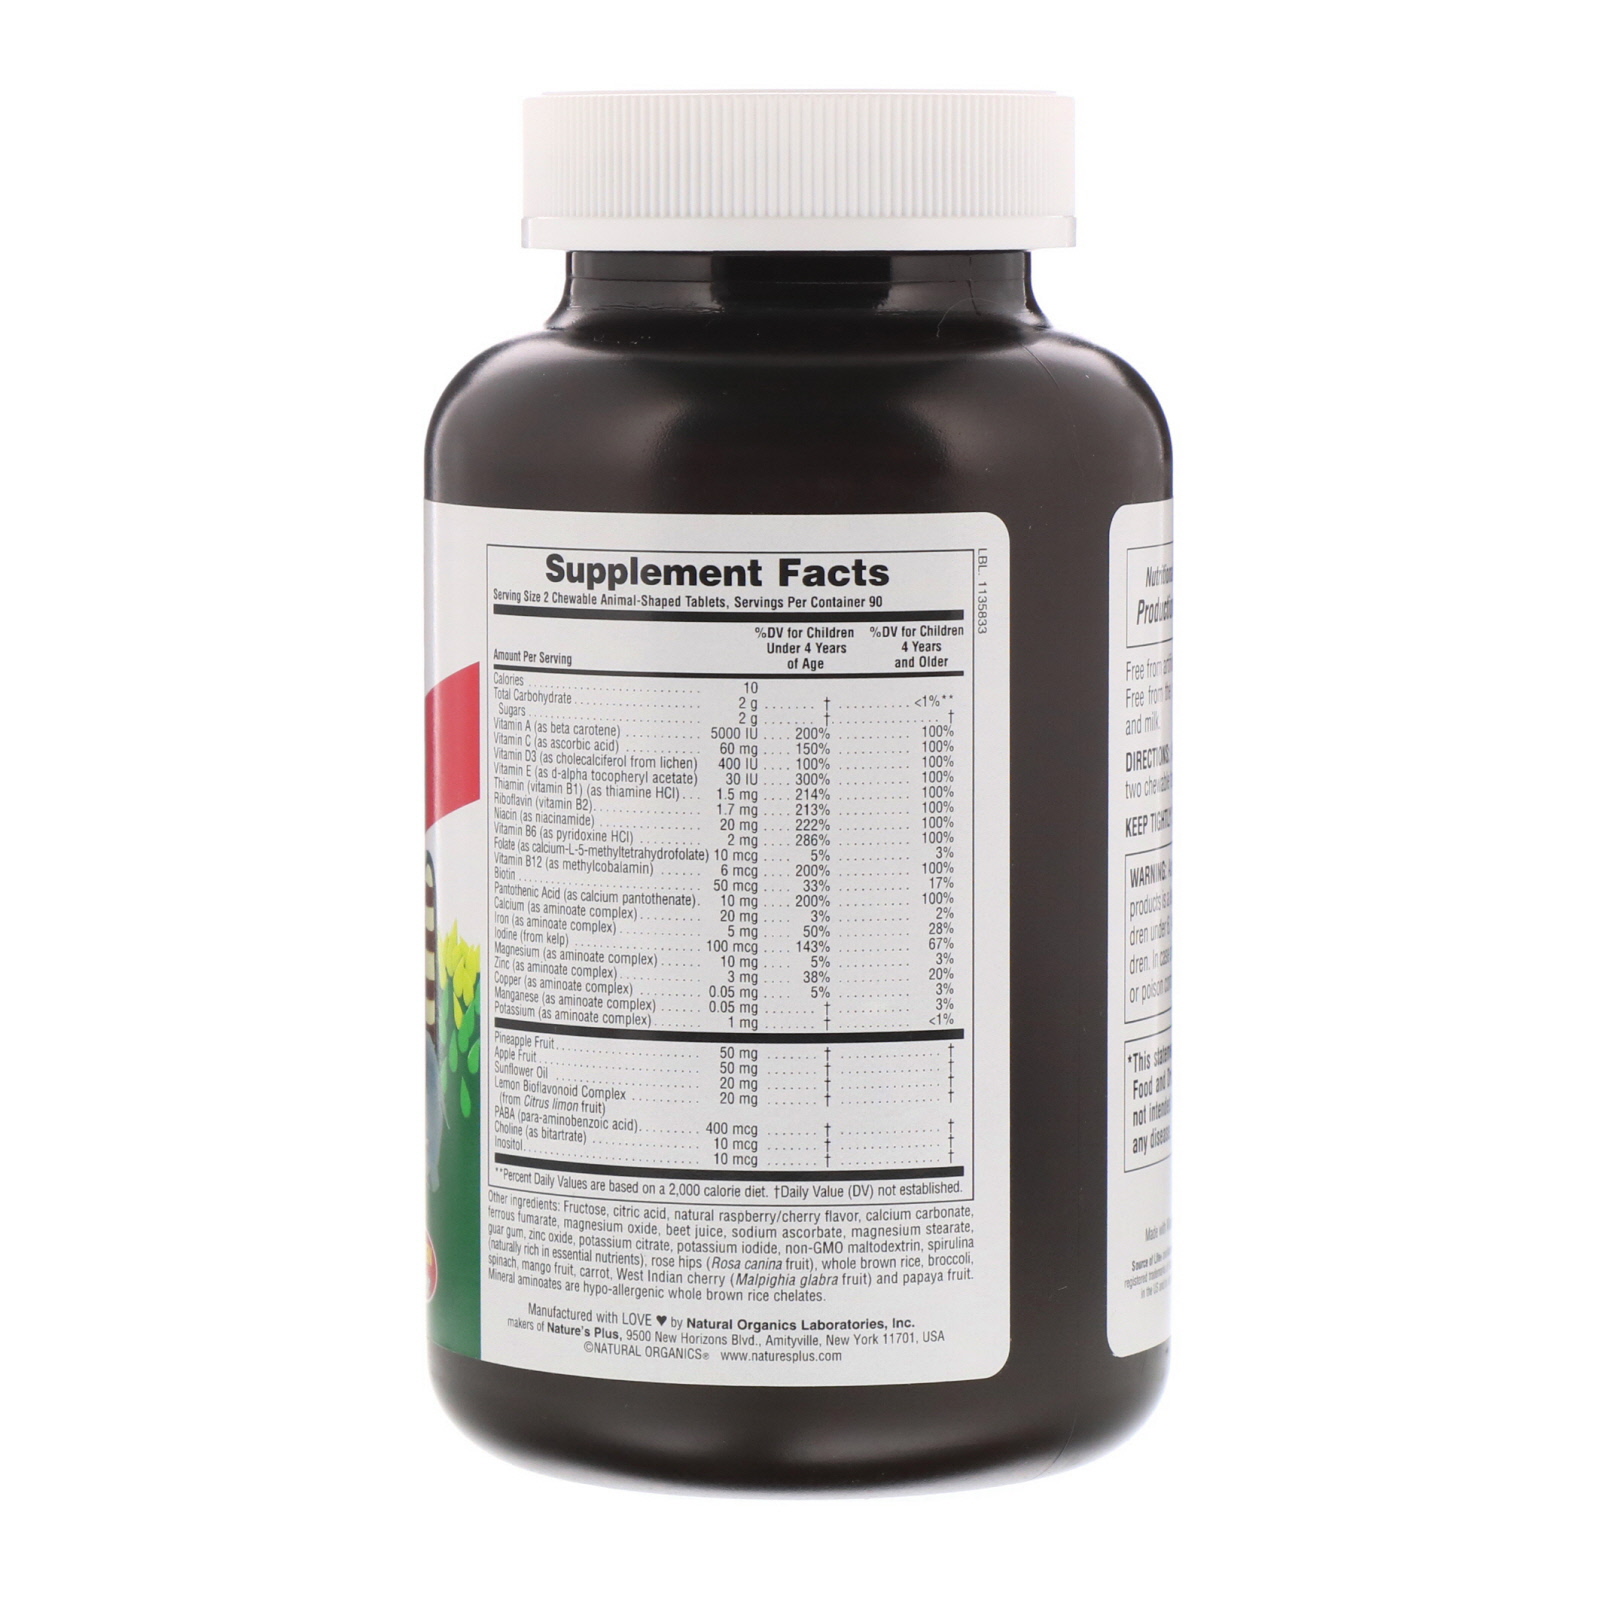 Supplement Facts
Serving Size 2 Chewable Animal-Shaped Tablets, Servings Per Container 90
%DV for Children Under 4 Years of Age
%DV for Children 4 Years and Older
Amount Per Serving
Calories 10
Total Carbohydrate 2 g † <1%**
Sugars 2 g † †
Vitamin A (as beta carotene) 5000 IU 200% 100%
Vitamin C (as ascorbic acid) 60 mg 150% 100%
Vitamin D3 (as cholecalciferol from lichen) 400 IU 100% 100%
Vitamin E (as d-alpha tocopheryl acetate) 30 IU 300% 100%
Thiamin (vitamin B1) (as thiamine HCl) 1.5 mg 214% 100%
Riboflavin (vitamin B2) 1.7 mg 213% 100%
Niacin (as niacinamide) 20 mg 222% 100%
Vitamin B6 (as pyridoxine HCl) 2 mg 286% 100%
Folate (as calcium-L-5-methyltetrahydrofolate) 10 mcg 5% 3%
Vitamin B12 (as methylcobalamin) 6 mcg 200% 100%
Biotin 50 mcg 33% 17%
Pantothenic Acid (as calcium pantothenate) 10 mg 200% 100%
Calcium (as aminoate complex) 20 mg 3% 2%
Iron (as aminoate complex) 5 mg 50% 28%
Iodine (from kelp) 100 mcg 143% 67%
Magnesium (as aminoate complex) 10 mg 5% 3%
Zinc (as aminoate complex) 3 mg 38% 20%
Copper (as aminoate complex) 0.05 mg 5% 3%
Manganese (as aminoate complex) 0.05 mg † 3%
Potassium (as aminoate complex) 1 mg † <1%
Pineapple Fruit 50 mg † †
Apple Fruit 50 mg † †
Sunflower Oil 20 mg † †
Lemon Bioflavonoid Complex 20 mg † †
(from Citrus limon fruit)
PABA (para-aminobenzoic acid) 400 mcg † †
Choline (as bitartrate) 10 mcg † †
Inositol 10 mcg † †
**Percent Daily Values are based on a 2,000 calorie diet. †Daily Value (DV) not established.
Other ingredients: Fructose, citric acid, natural raspberry/cherry flavor, calcium carbonate,
ferrous fumarate, magnesium oxide, beet juice, sodium ascorbate, magnesium stearate,
guar gum, zinc oxide, potassium citrate, potassium iodide, non-GMO maltodextrin, spirulina
(naturally rich in essential nutrients), rose hips (Rosa canina fruit), whole brown rice, broccoli,
spinach, mango fruit, carrot, West Indian cherry (Malpighia glabra fruit) and papaya fruit.
Mineral aminoates are hypo-allergenic whole brown rice chelates.
Manufactured with LOVE ♥ by Natural Organics Laboratories, Inc.
makers of Nature's Plus, 9500 New Horizons Blvd., Amityville, New York 11701, USA
©NATURAL ORGANICS® www.naturesplus.com
LBL. 1135833
Free from
Free from
and milk.
DIRECTIONS:
two
KEEP TIGHTLY
WARNING:
products
dren under 6
dren. In case
or poison
*This
Food and
not
any
Made with
Source of
registered
in the US